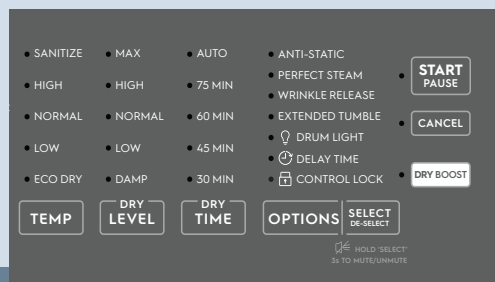 SANITIZE
HIGH
NORMAL
LOW
ECO DRY
TEMP
MAX
HIGH
NORMAL
LOW
DAMP
DRY
LEVEL
AUTO
75 MIN
60 MIN
45 MIN
30 MIN
DRY
TIME
ANTI-STATIC
PERFECT STEAM
WRINKLE RELEASE
EXTENDED TUMBLE
DRUM LIGHT
DELAY TIME
CONTROL LOCK
OPTIONS
SELECT
DE-SELECT
HOLD 'SELECT'
3s TO MUTE/UNMUTE
START
PAUSE
CANCEL
DRY BOOST